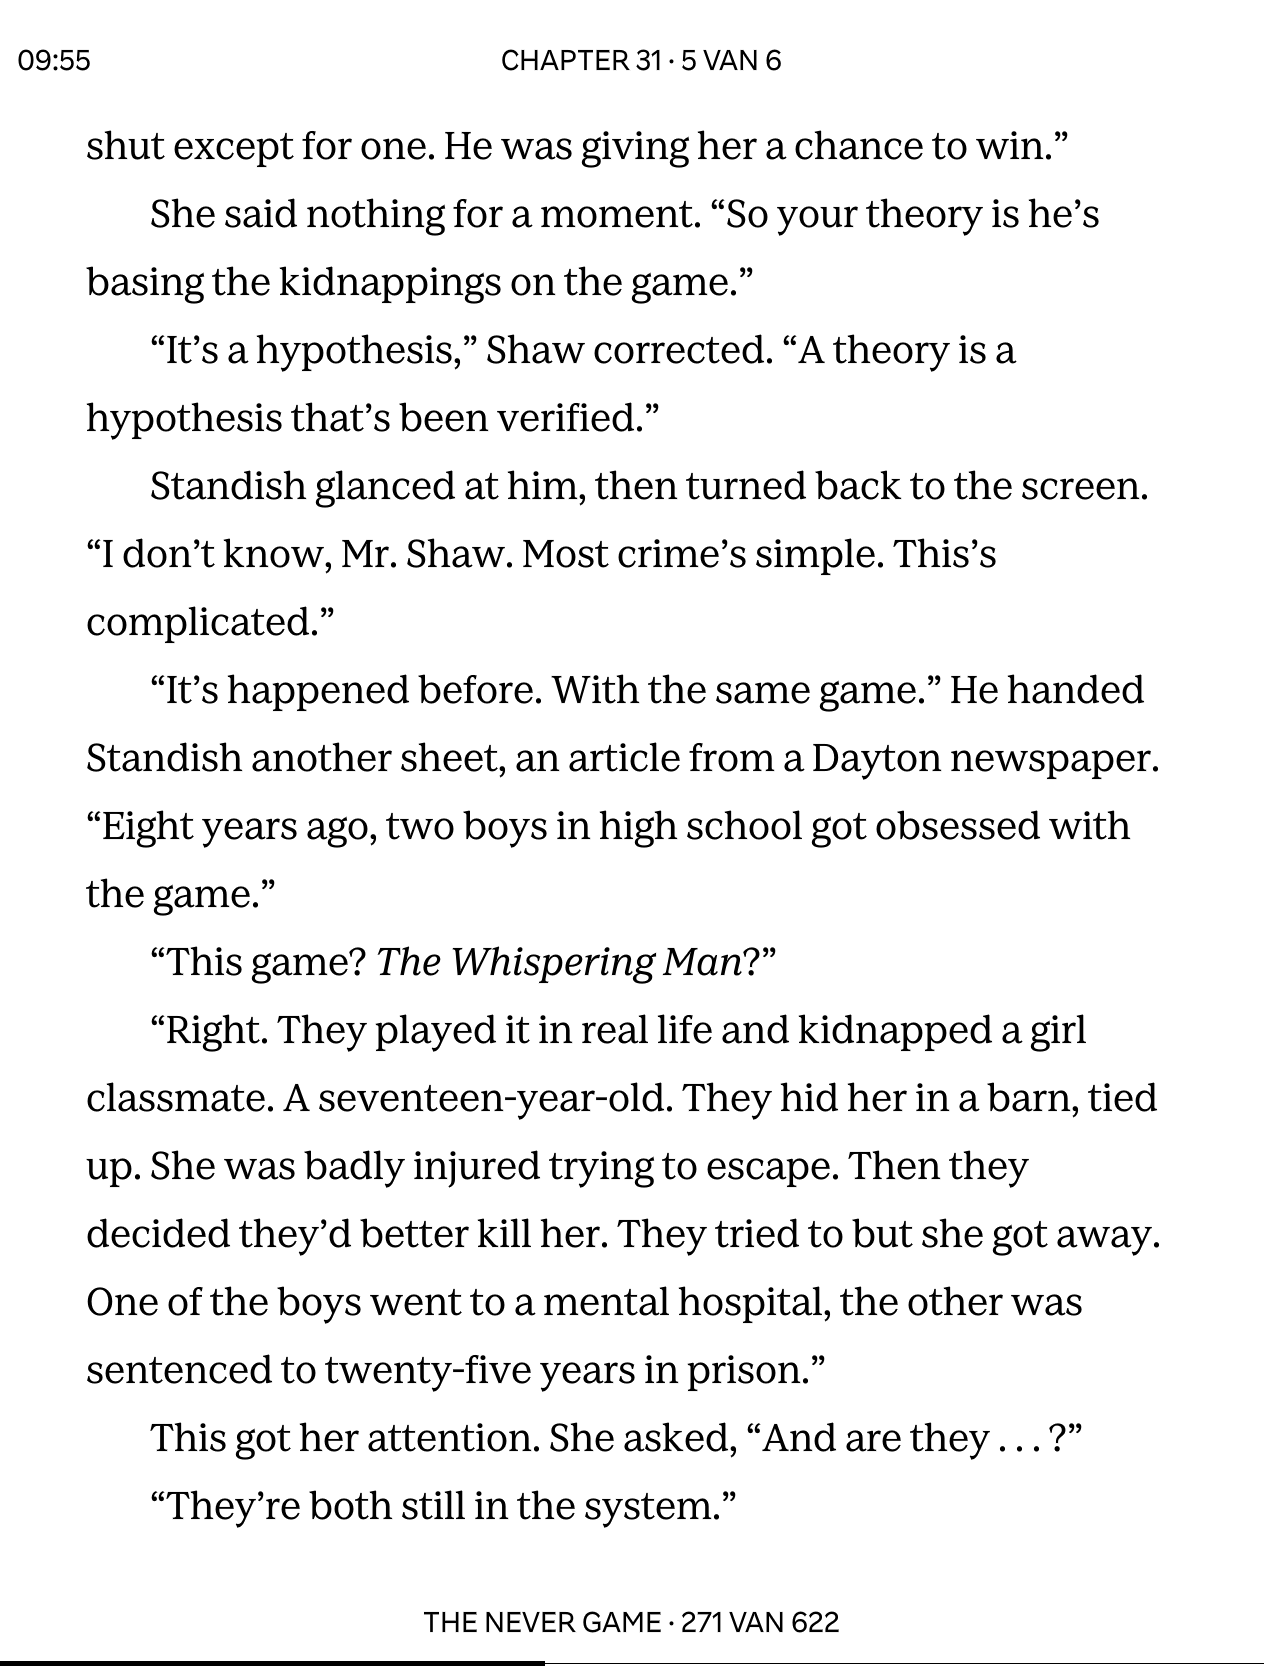 09:55
CHAPTER 31 · 5 VAN 6
shut except for one. He was giving her a chance to win.”
She said nothing for a moment. “So your theory is he’s
basing the kidnappings on the game.”
“It’s a hypothesis,” Shaw corrected. “A theory is a
hypothesis that’s been verified.”
Standish glanced at him, then turned back to the screen.
“I don’t know, Mr. Shaw. Most crime’s simple. This’s
complicated.”
“It’s happened before. With the same game.” He handed
Standish another sheet, an article from a Dayton newspaper.
“Eight years ago, two boys in high school got obsessed with
the game.”
“This game? The Whispering Man?”
“Right. They played it in real life and kidnapped a girl
classmate. A seventeen-year-old. They hid her in a barn, tied
up. She was badly injured trying to escape. Then they
decided they’d better kill her. They tried to but she got away.
One of the boys went to a mental hospital, the other was
sentenced to twenty-five years in prison.”
This got her attention. She asked, “And are they . . . ?”
“They’re both still in the system.”
THE NEVER GAME · 271 VAN 622